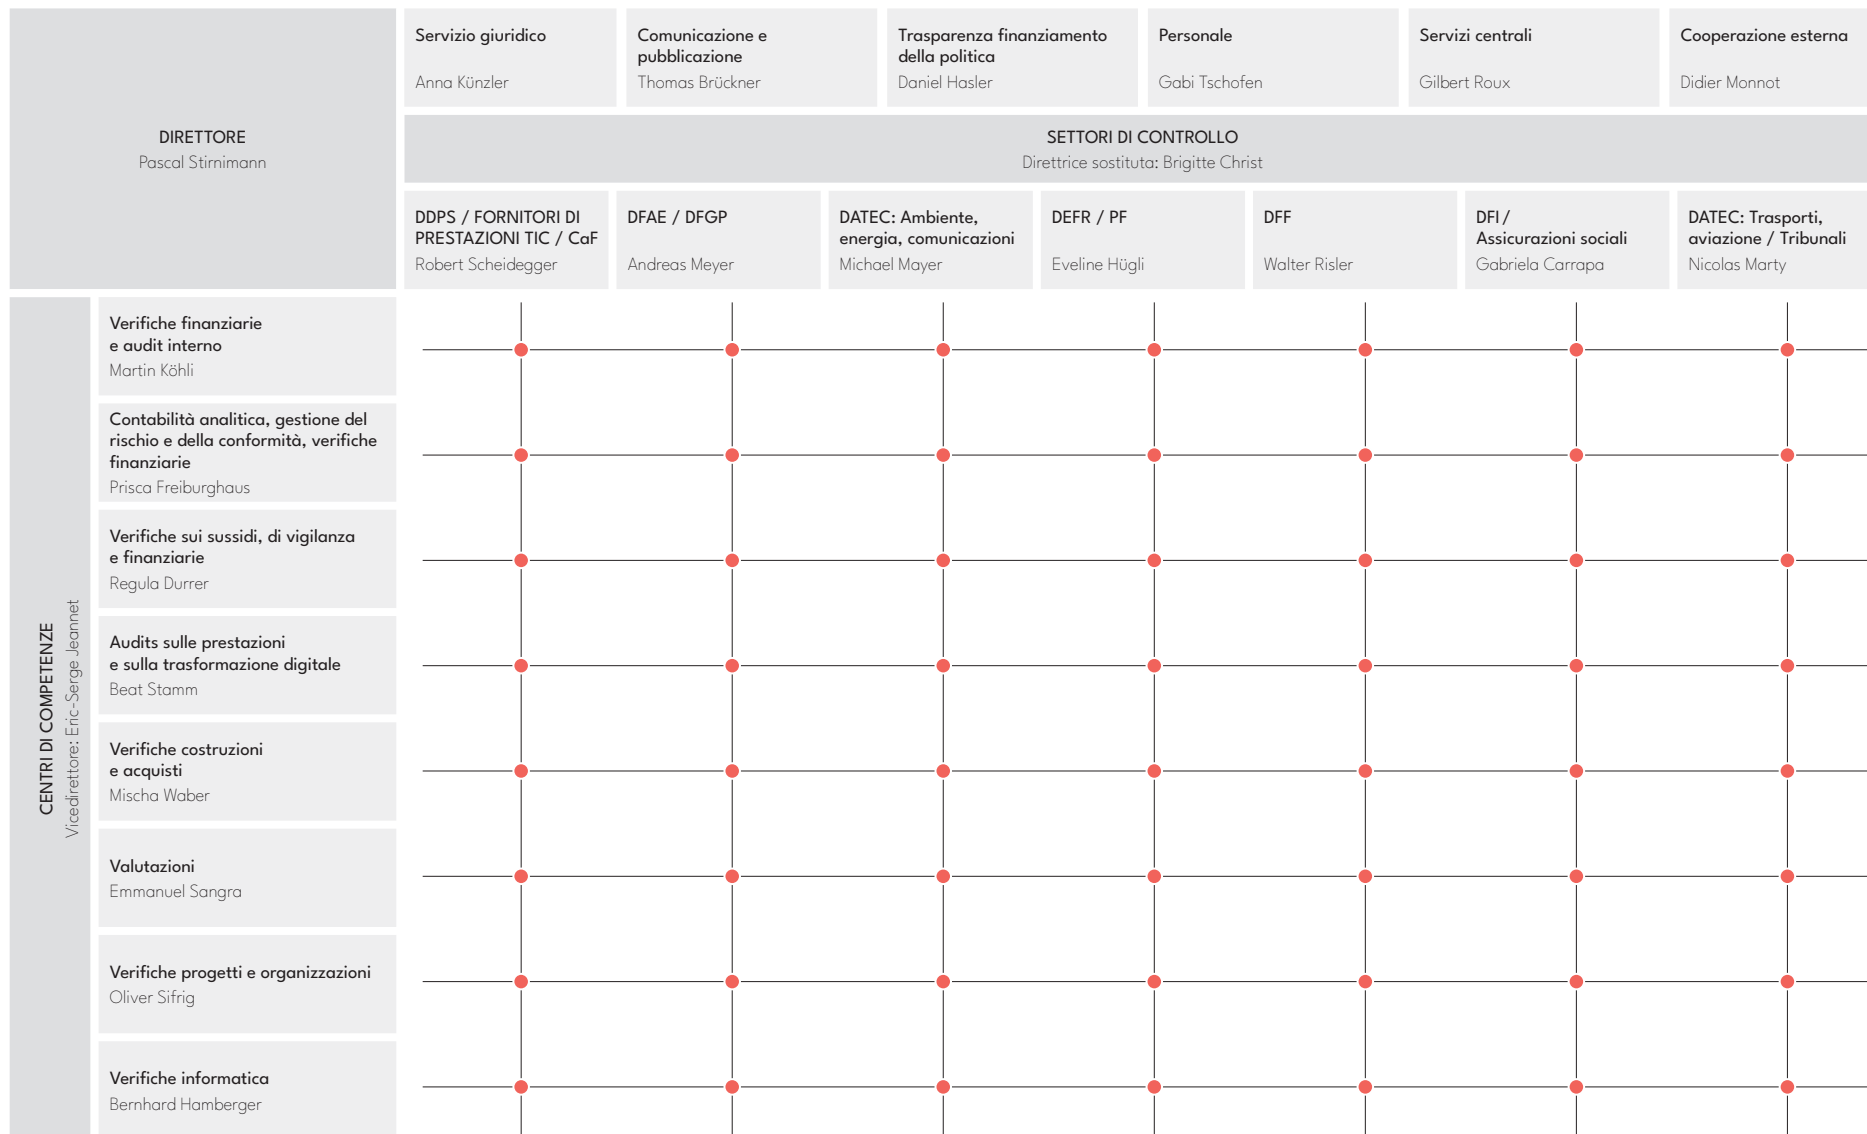 DIRETTORE
Pascal Stirnimann
Servizio giuridico
Anna Künzler
Comunicazione e
pubblicazione
Thomas Brückner
Trasparenza finanziamento
della politica
Daniel Hasler
Personale
Gabi Tschofen
Servizi centrali
Gilbert Roux
Cooperazione esterna
Didier Monnot
SETTORI DI CONTROLLO
Direttrice sostituta: Brigitte Christ
DDPS / FORNITORI DI
PRESTAZIONI TIC / CaF
Robert Scheidegger
DFAE / DFGP
Andreas Meyer
DATEC: Ambiente,
energia, comunicazioni
Michael Mayer
DEFR / PF
Eveline Hügli
DFF
Walter Risler
DFI /
Assicurazioni sociali
Gabriela Carrapa
DATEC: Trasporti,
aviazione / Tribunali
Nicolas Marty
CENTRI DI COMPETENZE
Vicedirettore: Eric-Serge Jeannet
Verifiche finanziarie
e audit interno
Martin Köhli
Contabilità analitica, gestione del
rischio e della conformità, verifiche
finanziarie
Prisca Freiburghaus
Verifiche sui sussidi, di vigilanza
e finanziarie
Regula Durrer
Audits sulle prestazioni
e sulla trasformazione digitale
Beat Stamm
Verifiche costruzioni
e acquisti
Mischa Waber
Valutazioni
Emmanuel Sangra
Verifiche progetti e organizzazioni
Oliver Sifrig
Verifiche informatica
Bernhard Hamberger